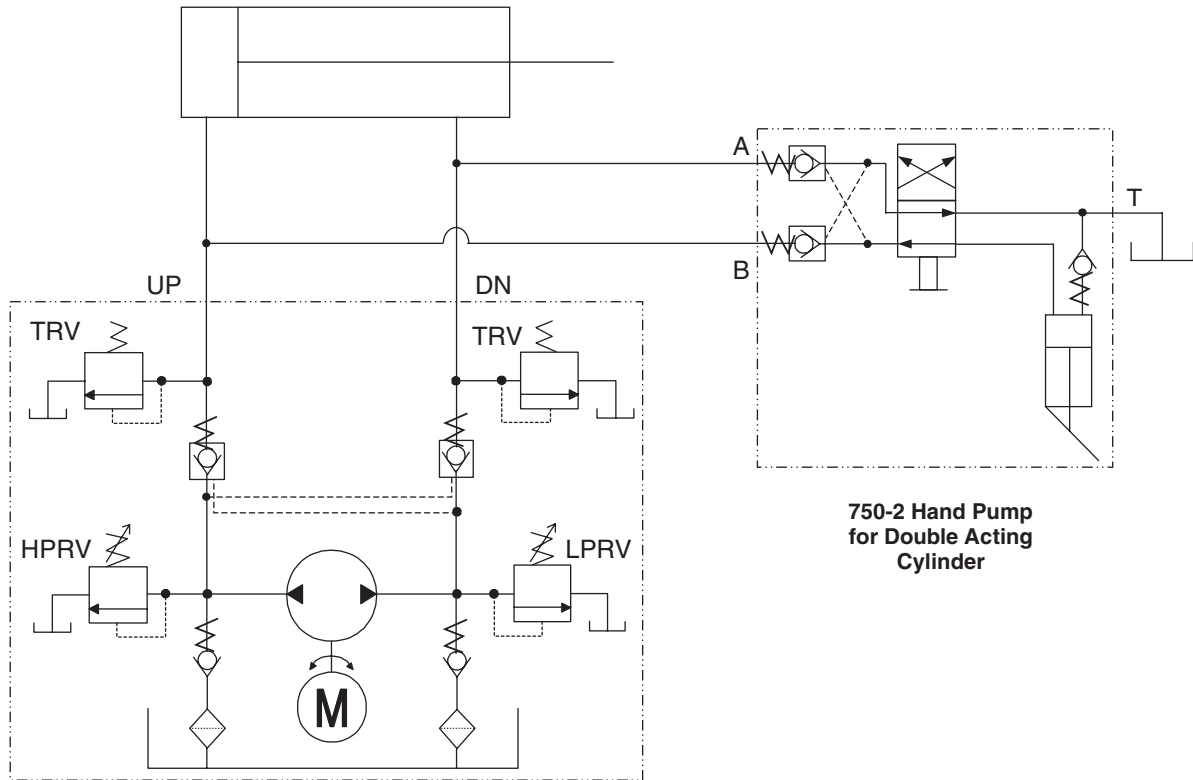 A
T
B
UP
DN
TRV
TRV
HPRV
LPRV
M
750-2 Hand Pump
for Double Acting
Cylinder